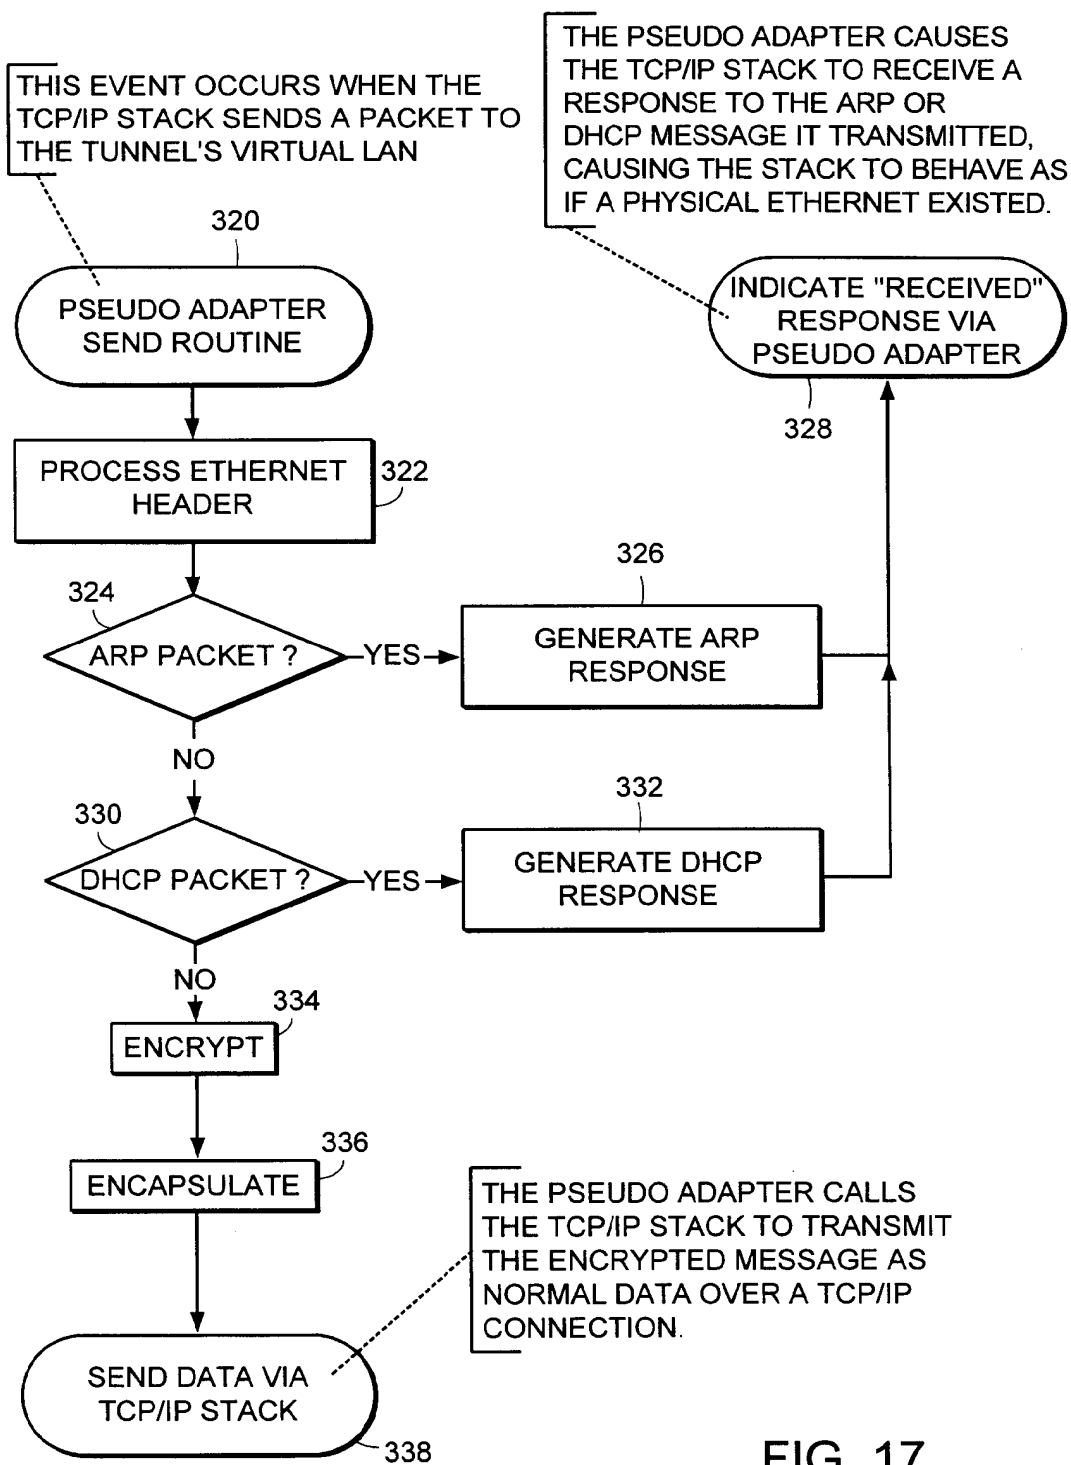 THIS EVENT OCCURS WHEN THE
TCP/IP STACK SENDS A PACKET TO
THE TUNNEL'S VIRTUAL LAN
THE PSEUDO ADAPTER CAUSES
THE TCP/IP STACK TO RECEIVE A
RESPONSE TO THE ARP OR
DHCP MESSAGE IT TRANSMITTED,
CAUSING THE STACK TO BEHAVE AS
IF A PHYSICAL ETHERNET EXISTED.
320
PSEUDO ADAPTER
SEND ROUTINE
INDICATE "RECEIVED"
RESPONSE VIA
PSEUDO ADAPTER
328
PROCESS ETHERNET
HEADER
322
324
ARP PACKET ?
YES
326
GENERATE ARP
RESPONSE
NO
330
DHCP PACKET ?
YES
332
GENERATE DHCP
RESPONSE
NO
334
ENCRYPT
336
ENCAPSULATE
THE PSEUDO ADAPTER CALLS
THE TCP/IP STACK TO TRANSMIT
THE ENCRYPTED MESSAGE AS
NORMAL DATA OVER A TCP/IP
CONNECTION.
SEND DATA VIA
TCP/IP STACK
338
FIG. 17